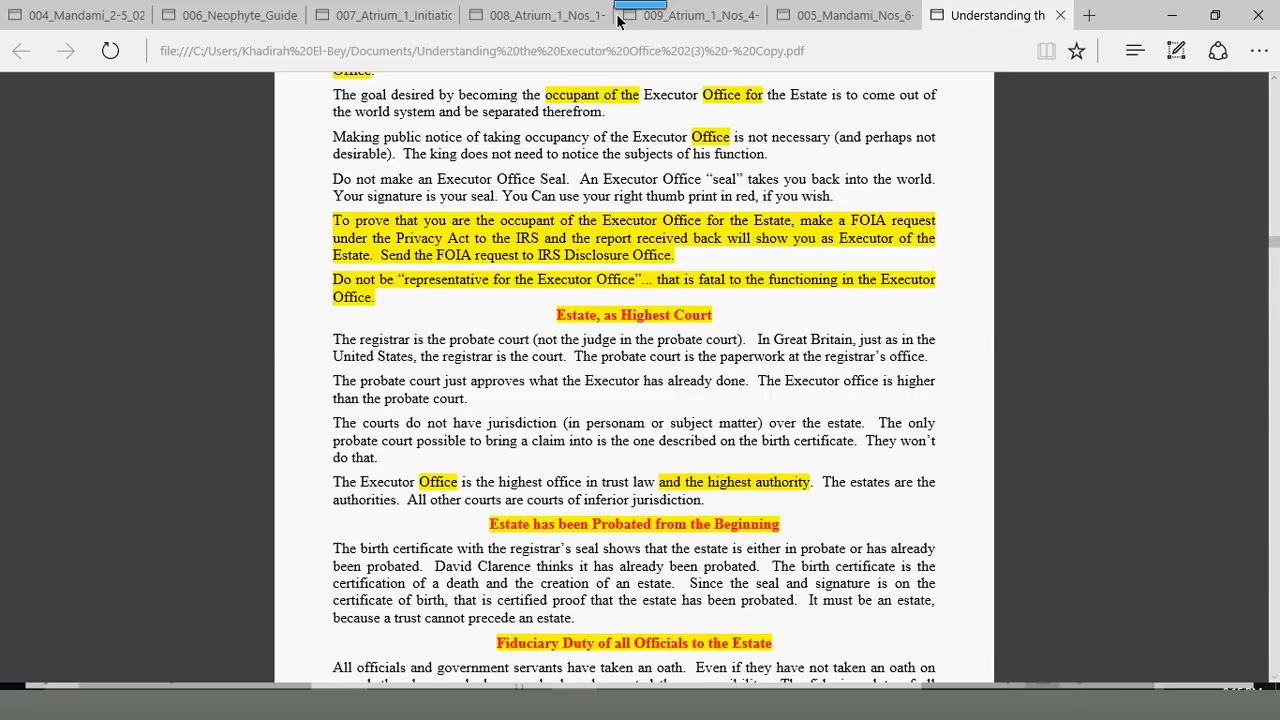 004_Mandami_2-5_02
006_Neophyte_Guide
007_Atrium_1_Initiatic
008_Atrium_1_Nos_1-
009_Atrium_1_Nos_4-
005_Mandami_Nos_6-
Understanding th
file:///C:/Users/Khadirah%20El-Bey/Documents/Understanding%20the%20Executor%20Office%202(3)%20-%20Copy.pdf
Office.
The goal desired by becoming the occupant of the Executor Office for the Estate is to come out of
the world system and be separated therefrom.
Making public notice of taking occupancy of the Executor Office is not necessary (and perhaps not
desirable). The king does not need to notice the subjects of his function.
Do not make an Executor Office Seal. An Executor Office “seal” takes you back into the world.
Your signature is your seal. You Can use your right thumb print in red, if you wish.
To prove that you are the occupant of the Executor Office for the Estate, make a FOIA request
under the Privacy Act to the IRS and the report received back will show you as Executor of the
Estate. Send the FOIA request to IRS Disclosure Office.
Do not be “representative for the Executor Office”... that is fatal to the functioning in the Executor
Office.
Estate, as Highest Court
The registrar is the probate court (not the judge in the probate court). In Great Britain, just as in the
United States, the registrar is the court. The probate court is the paperwork at the registrar’s office.
The probate court just approves what the Executor has already done. The Executor office is higher
than the probate court.
The courts do not have jurisdiction (in personam or subject matter) over the estate. The only
probate court possible to bring a claim into is the one described on the birth certificate. They won’t
do that.
The Executor Office is the highest office in trust law and the highest authority. The estates are the
authorities. All other courts are courts of inferior jurisdiction.
Estate has been Probated from the Beginning
The birth certificate with the registrar’s seal shows that the estate is either in probate or has already
been probated. David Clarence thinks it has already been probated. The birth certificate is the
certification of a death and the creation of an estate. Since the seal and signature is on the
certificate of birth, that is certified proof that the estate has been probated. It must be an estate,
because a trust cannot precede an estate.
Fiduciary Duty of all Officials to the Estate
All officials and government servants have taken an oath. Even if they have not taken an oath on